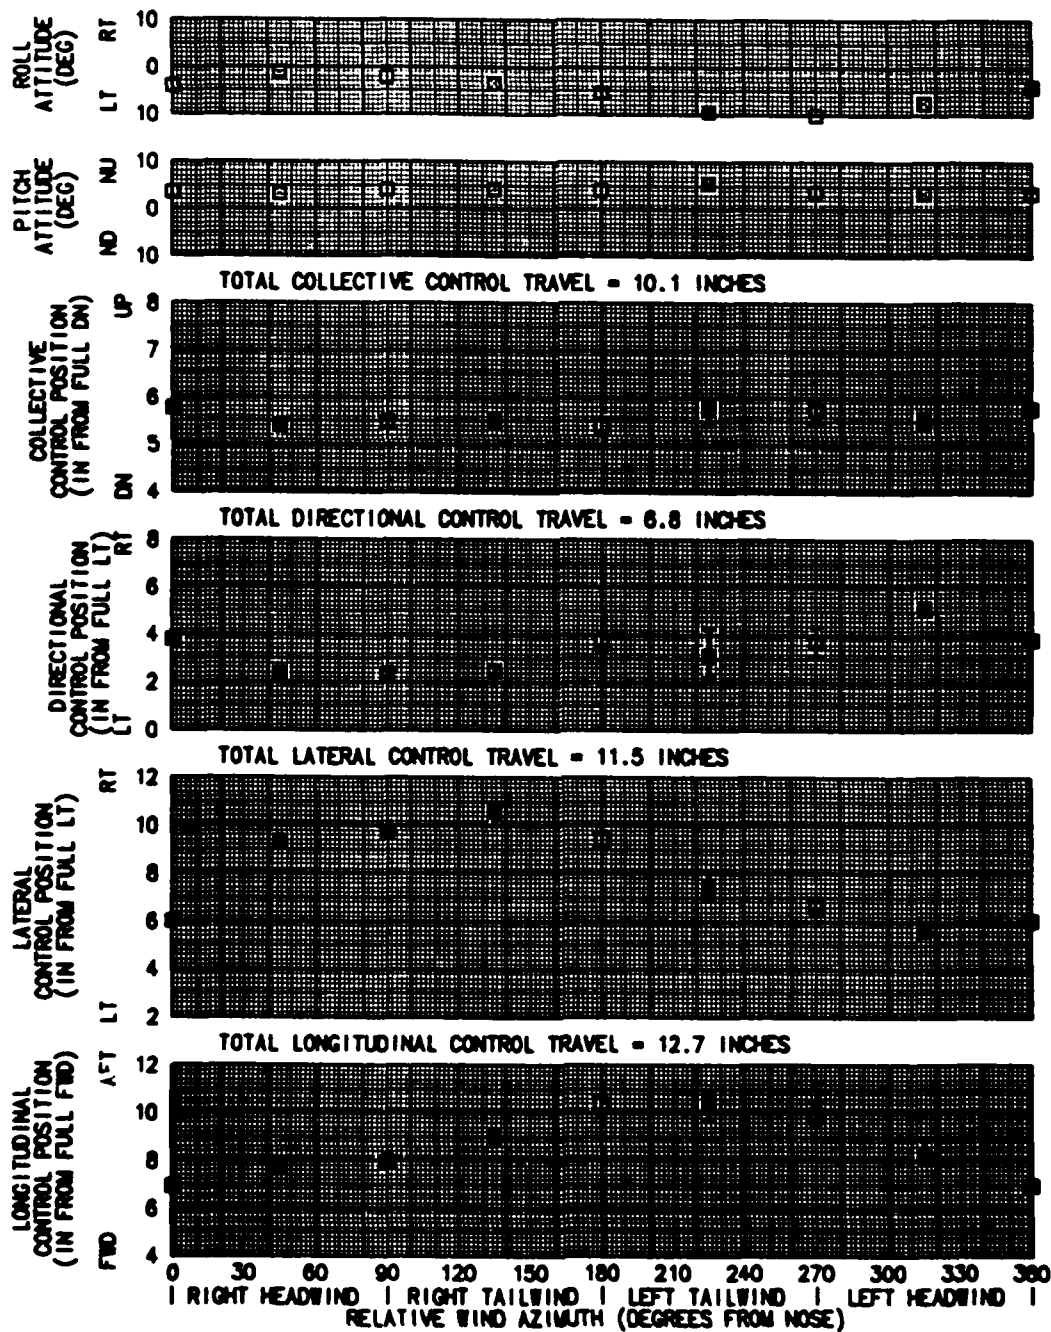 ROLL
ATTITUDE
(DEG)
LT RT
10
0
10
PITCH
ATTITUDE
(DEG)
ND NU
10
0
10
TOTAL COLLECTIVE CONTROL TRAVEL = 10.1 INCHES
COLLECTIVE
CONTROL POSITION
(IN FROM FULL DN)
DN UP
8
7
6
5
4
TOTAL DIRECTIONAL CONTROL TRAVEL = 6.8 INCHES
DIRECTIONAL
CONTROL POSITION
(IN FROM FULL LT)
LT RT
8
6
4
2
0
TOTAL LATERAL CONTROL TRAVEL = 11.5 INCHES
LATERAL
CONTROL POSITION
(IN FROM FULL LT)
LT RT
12
10
8
6
4
2
TOTAL LONGITUDINAL CONTROL TRAVEL = 12.7 INCHES
LONGITUDINAL
CONTROL POSITION
(IN FROM FULL FWD)
FWD AFT
12
10
8
6
4
0 30 60 90 120 150 180 210 240 270 300 330 360
| RIGHT HEADWIND | RIGHT TAILWIND | LEFT TAILWIND | LEFT HEADWIND |
RELATIVE WIND AZIMUTH (DEGREES FROM NOSE)